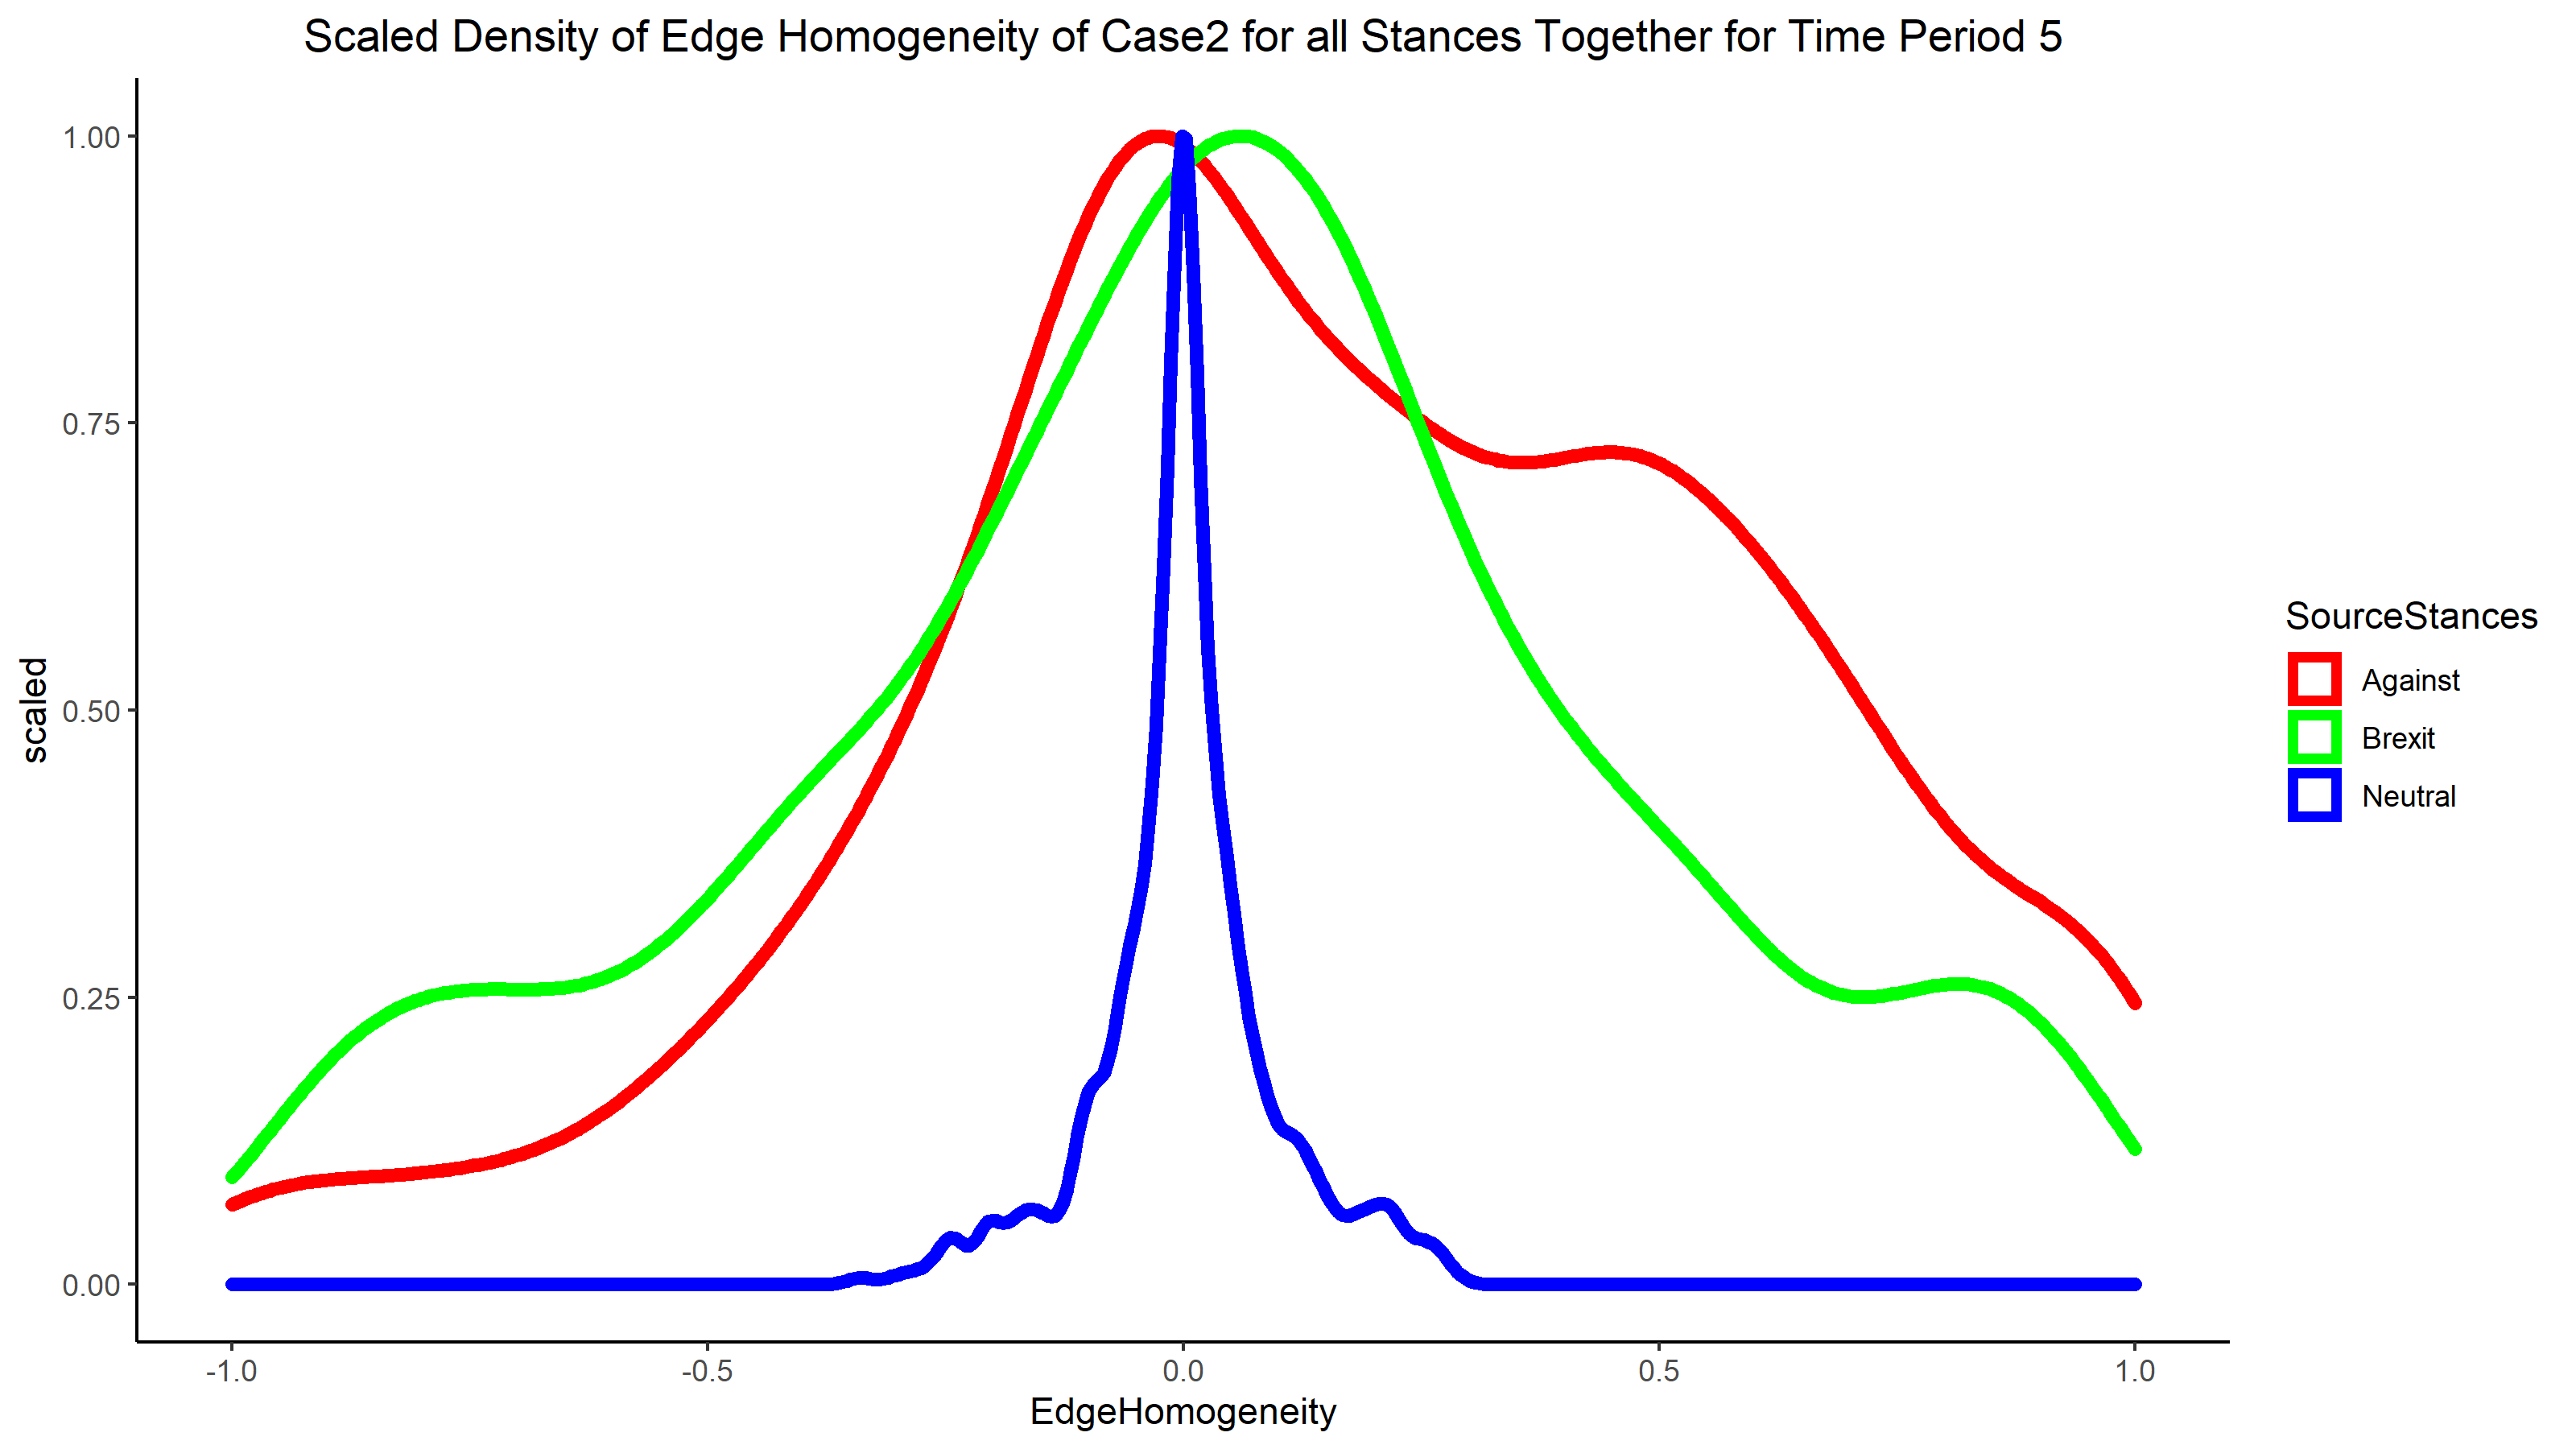 Scaled Density of Edge Homogeneity of Case2 for all Stances Together for Time Period 5
scaled
1.00
0.75
0.50
0.25
0.00
-1.0
-0.5
0.0
0.5
1.0
EdgeHomogeneity
SourceStances
Against
Brexit
Neutral